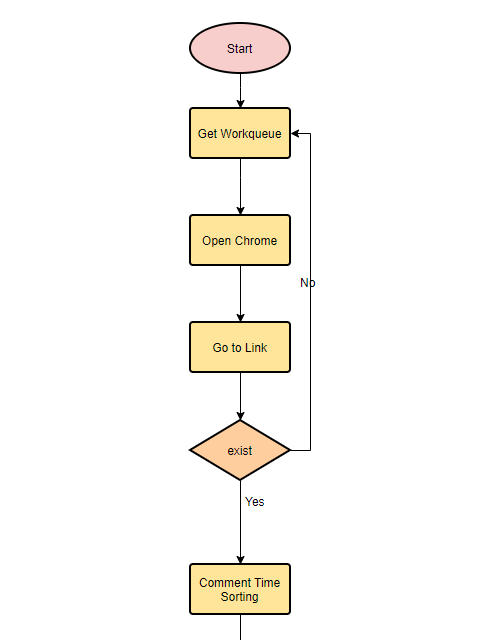 Start
Get Workqueue
Open Chrome
No
Go to Link
exist
Yes
Comment Time
Sorting